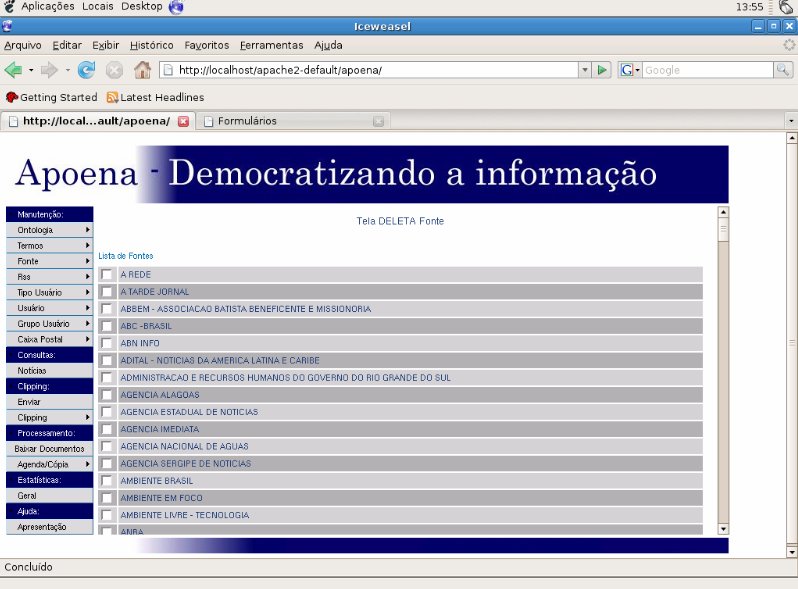 Aplicações Locais Desktop 13:55
Iceweasel
Arquivo Editar Exibir Histórico Favoritos Ferramentas Ajuda
http://localhost/apache2-default/apoena/ G Google
Getting Started Latest Headlines
http://local...ault/apoena/ Formulários
Apoena - Democratizando a informação
Manutenção:
Ontologia
Termos
Fonte
Rss
Tipo Usuário
Usuário
Grupo Usuário
Caixa Postal
Consultas:
Notícias
Clipping:
Enviar
Clipping
Processamento:
Baixar Documentos
Agenda/Cópia
Estatísticas:
Geral
Ajuda:
Apresentação
Tela DELETA Fonte
Lista de Fontes
A REDE
A TARDE JORNAL
ABBEM - ASSOCIACAO BATISTA BENEFICENTE E MISSIONORIA
ABC -BRASIL
ABN INFO
ADITAL - NOTICIAS DA AMERICA LATINA E CARIBE
ADMINISTRACAO E RECURSOS HUMANOS DO GOVERNO DO RIO GRANDE DO SUL
AGENCIA ALAGOAS
AGENCIA ESTADUAL DE NOTICIAS
AGENCIA IMEDIATA
AGENCIA NACIONAL DE AGUAS
AGENCIA SERGIPE DE NOTICIAS
AMBIENTE BRASIL
AMBIENTE EM FOCO
AMBIENTE LIVRE - TECNOLOGIA
ANBA
Concluído